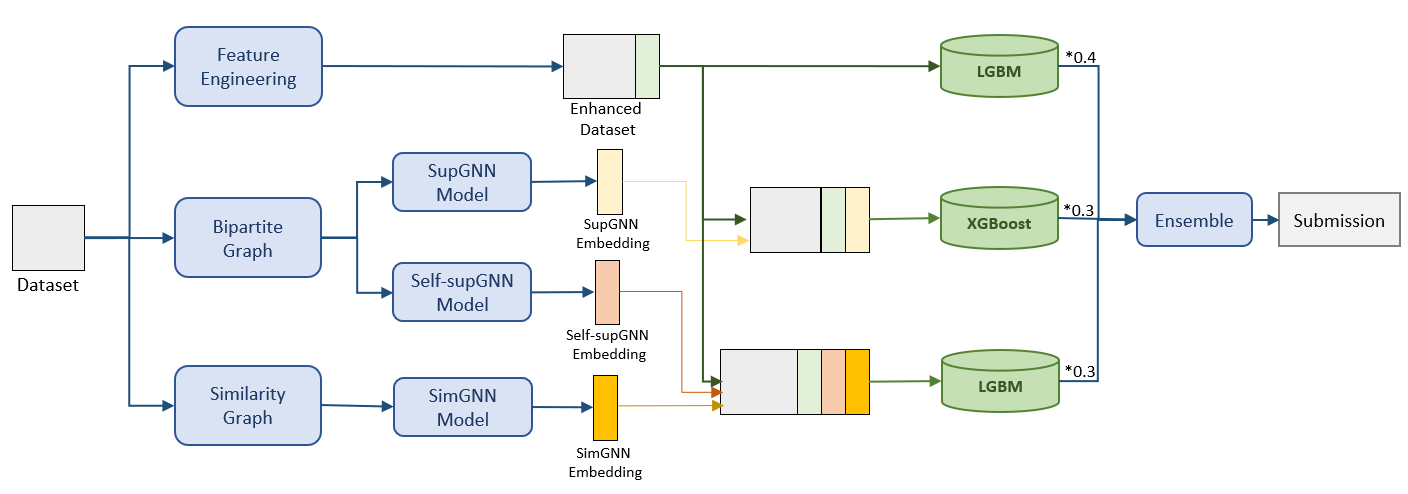 Feature
Engineering
Enhanced
Dataset
LGBM
*0.4
SupGNN
Model
SupGNN
Embedding
Dataset
Bipartite
Graph
XGBoost
*0.3
Ensemble
Submission
Self-supGNN
Model
Self-supGNN
Embedding
Similarity
Graph
SimGNN
Model
SimGNN
Embedding
LGBM
*0.3